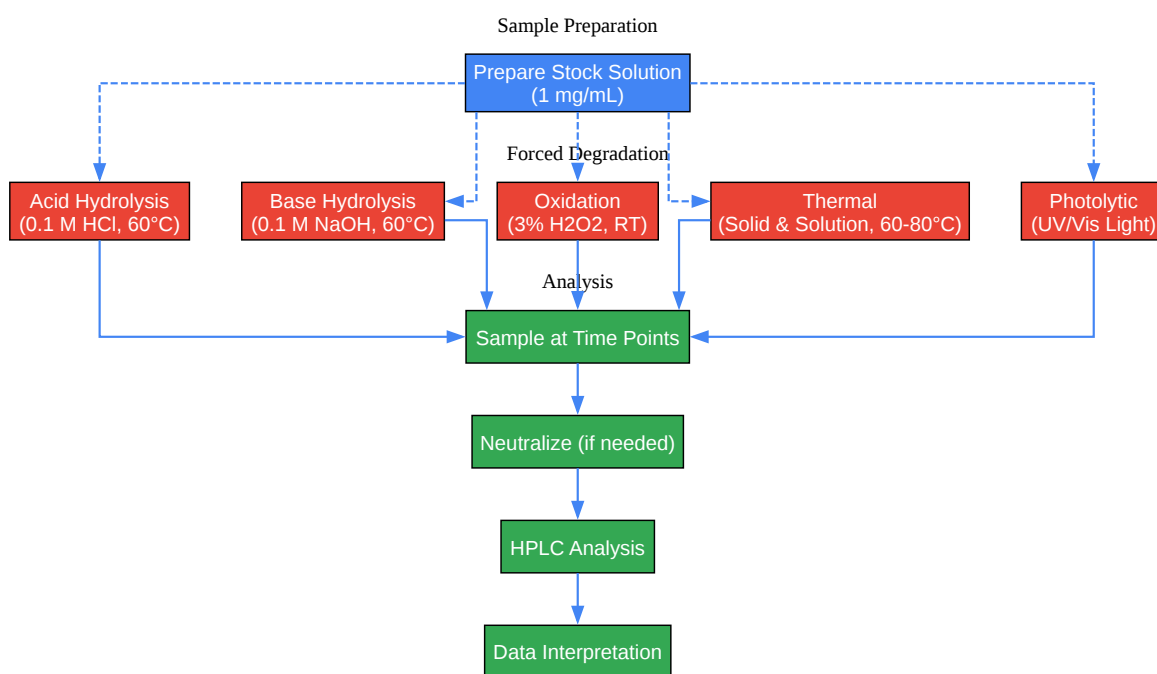 Sample Preparation
Prepare Stock Solution
(1 mg/mL)
Forced Degradation
Acid Hydrolysis
(0.1 M HCl, 60°C)
Base Hydrolysis
(0.1 M NaOH, 60°C)
Oxidation
(3% H2O2, RT)
Thermal
(Solid & Solution, 60-80°C)
Photolytic
(UV/Vis Light)
Analysis
Sample at Time Points
Neutralize (if needed)
HPLC Analysis
Data Interpretation